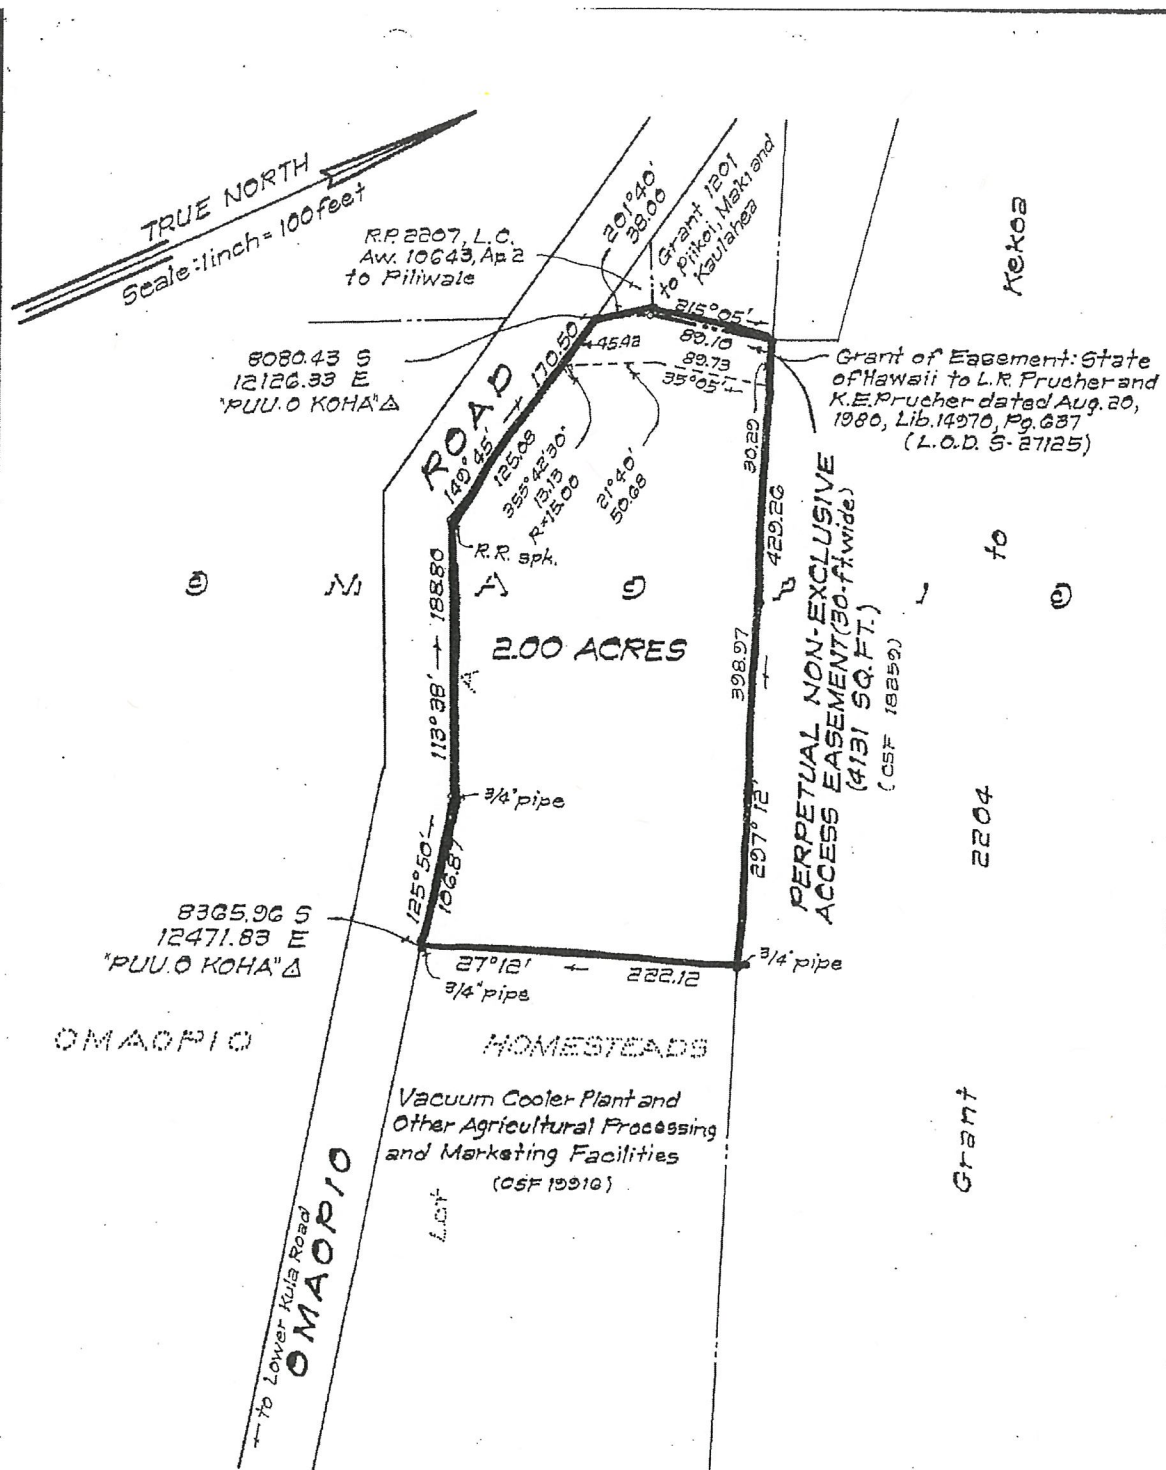 TRUE NORTH
Scale: 1inch = 100feet
R.P. 2207, L.C.
Aw. 10643, Ap. 2
to Piliwale
201°40'
38.00
Grant 1201
to Piikoi, Maki and
Kaulahea
Kekoa
215°05'
89.10
8080.43 S
12126.33 E
"PUU.O KOHA"
170.50
45.42
89.73
35°05'
Grant of Easement: State
of Hawaii to L.R. Prucher and
K.E. Prucher dated Aug. 20,
1980, Lib. 14970, Pg. 637
(L.O.D. S-27125)
ROAD
149°45'
125.08
355°42'30"
13.13
R=15.00
21°40'
50.68
30.29
429.26
R.R. spk.
to
O M A O P I O
188.80
113°38'
A
2.00 ACRES
398.97
297°12'
PERPETUAL NON-EXCLUSIVE
ACCESS EASEMENT (30-ft.wide)
(4131 SQ. FT.)
(CSF 18859)
3/4" pipe
2204
125°50'
106.87
8365.96 S
12471.83 E
"PUU.O KOHA"
27°12'
222.12
3/4" pipe
3/4" pipe
OMAOPIO
HOMESTEADS
Vacuum Cooler Plant and
Other Agricultural Processing
and Marketing Facilities
(CSF 19916)
Grant
Lot
to Lower Kula Road
OMAOPIO